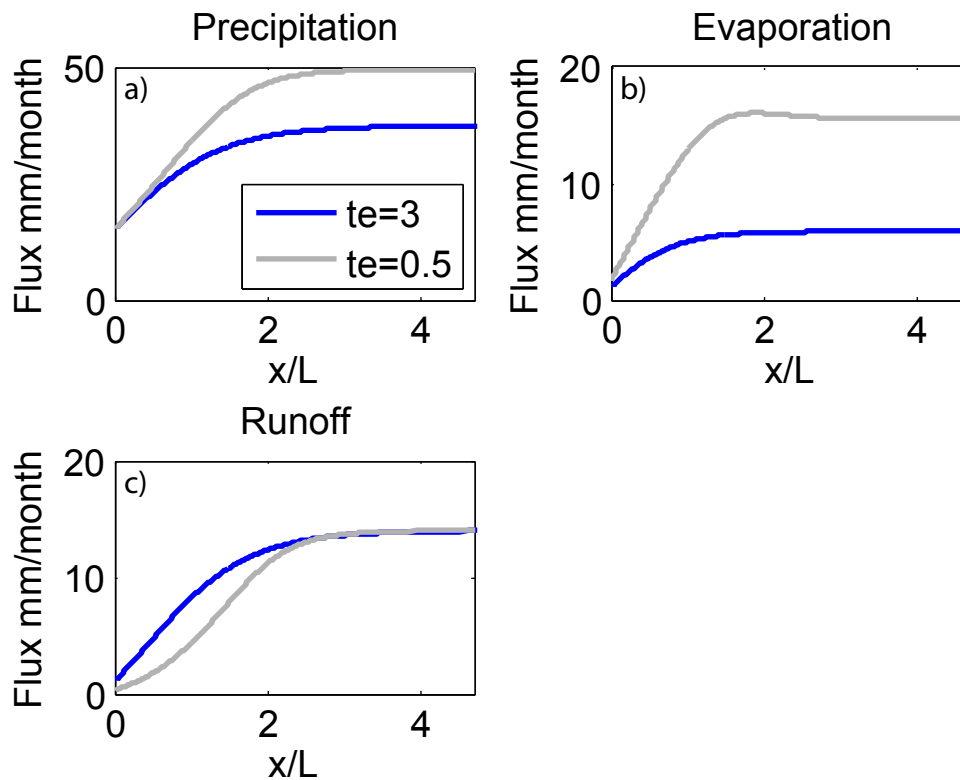 Precipitation
Flux mm/month
50
0
a)
te=3
te=0.5
0 2 4
x/L
Evaporation
Flux mm/month
20
10
0
b)
0 2 4
x/L
Runoff
Flux mm/month
20
10
0
c)
0 2 4
x/L